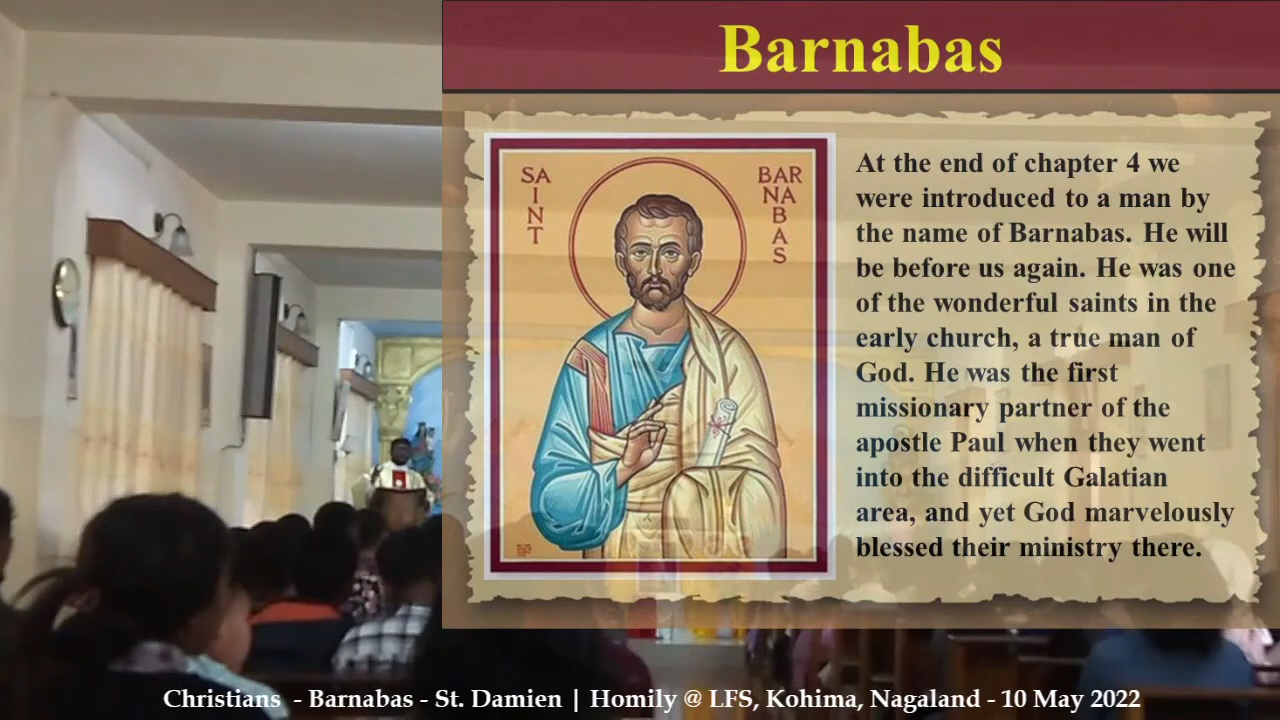 Barnabas
SAINT
BARNABAS
At the end of chapter 4 we
were introduced to a man by
the name of Barnabas. He will
be before us again. He was one
of the wonderful saints in the
early church, a true man of
God. He was the first
missionary partner of the
apostle Paul when they went
into the difficult Galatian
area, and yet God marvelously
blessed their ministry there.
Christians - Barnabas - St. Damien | Homily @ LFS, Kohima, Nagaland - 10 May 2022